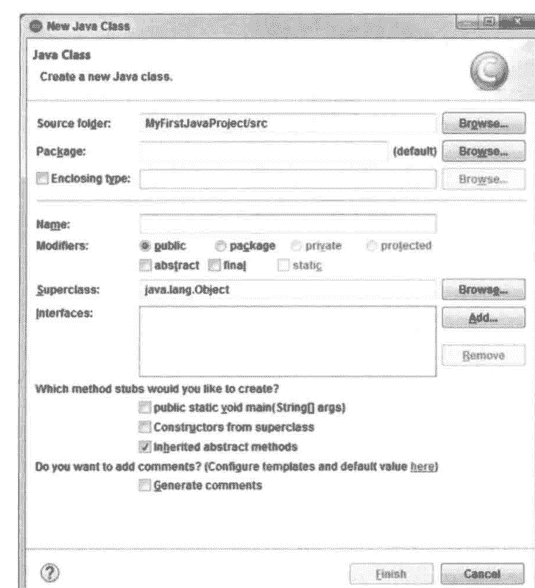 New Java Class
Java Class
Create a new Java class.
C
Source folder: MyFirstJavaProject/src Browse...
Package: (default) Browse...
Enclosing type: Browse...
Name:
Modifiers: public package private protected
abstract final static
Superclass: java.lang.Object Browse...
Interfaces: Add...
Remove
Which method stubs would you like to create?
public static void main(String[] args)
Constructors from superclass
Inherited abstract methods
Do you want to add comments? (Configure templates and default value here)
Generate comments
? Finish Cancel